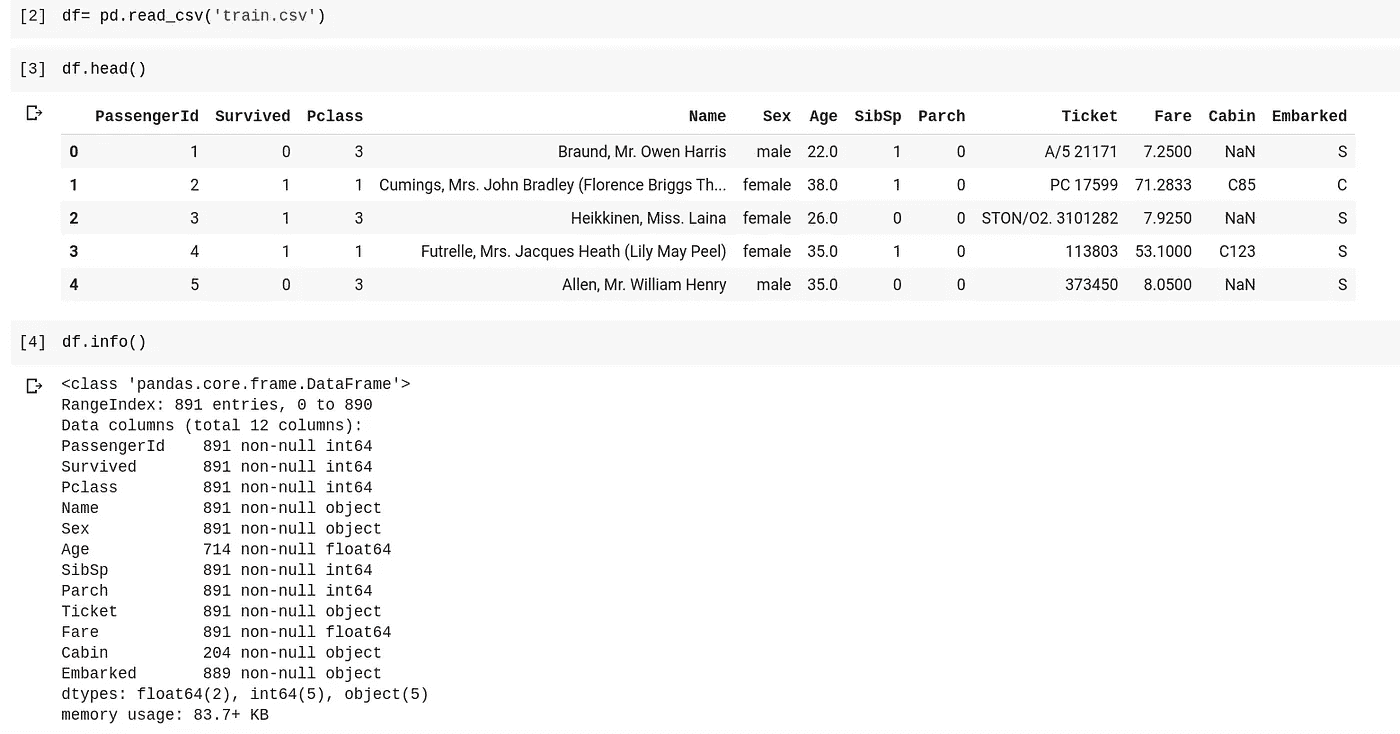 [2] df= pd.read_csv('train.csv')
[3] df.head()
PassengerId Survived Pclass Name Sex Age SibSp Parch Ticket Fare Cabin Embarked
0 1 0 3 Braund, Mr. Owen Harris male 22.0 1 0 A/5 21171 7.2500 NaN S
1 2 1 1 Cumings, Mrs. John Bradley (Florence Briggs Th... female 38.0 1 0 PC 17599 71.2833 C85 C
2 3 1 3 Heikkinen, Miss. Laina female 26.0 0 0 STON/O2. 3101282 7.9250 NaN S
3 4 1 1 Futrelle, Mrs. Jacques Heath (Lily May Peel) female 35.0 1 0 113803 53.1000 C123 S
4 5 0 3 Allen, Mr. William Henry male 35.0 0 0 373450 8.0500 NaN S
[4] df.info()
<class 'pandas.core.frame.DataFrame'>
RangeIndex: 891 entries, 0 to 890
Data columns (total 12 columns):
PassengerId 891 non-null int64
Survived 891 non-null int64
Pclass 891 non-null int64
Name 891 non-null object
Sex 891 non-null object
Age 714 non-null float64
SibSp 891 non-null int64
Parch 891 non-null int64
Ticket 891 non-null object
Fare 891 non-null float64
Cabin 204 non-null object
Embarked 889 non-null object
dtypes: float64(2), int64(5), object(5)
memory usage: 83.7+ KB